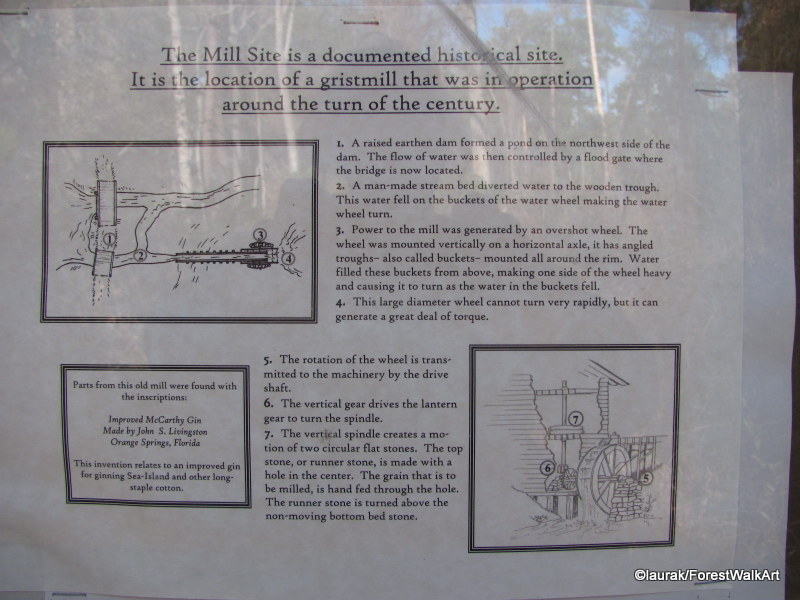 The Mill Site is a documented historical site.
It is the location of a gristmill that was in operation
around the turn of the century.
1. A raised earthen dam formed a pond on the northwest side of the
dam. The flow of water was then controlled by a flood gate where
the bridge is now located.
2. A man-made stream bed diverted water to the wooden trough.
This water fell on the buckets of the water wheel making the water
wheel turn.
3. Power to the mill was generated by an overshot wheel. The
wheel was mounted vertically on a horizontal axle, it has angled
troughs– also called buckets– mounted all around the rim. Water
filled these buckets from above, making one side of the wheel heavy
and causing it to turn as the water in the buckets fell.
4. This large diameter wheel cannot turn very rapidly, but it can
generate a great deal of torque.
1
2
3
4
Parts from this old mill were found with
the inscriptions:
Improved McCarthy Gin
Made by John S. Livingston
Orange Springs, Florida
This invention relates to an improved gin
for ginning Sea-Island and other long-
staple cotton.
5. The rotation of the wheel is trans-
mitted to the machinery by the drive
shaft.
6. The vertical gear drives the lantern
gear to turn the spindle.
7. The vertical spindle creates a mo-
tion of two circular flat stones. The top
stone, or runner stone, is made with a
hole in the center. The grain that is to
be milled, is hand fed through the hole.
The runner stone is turned above the
non-moving bottom bed stone.
7
6
5
©laurak/ForestWalkArt